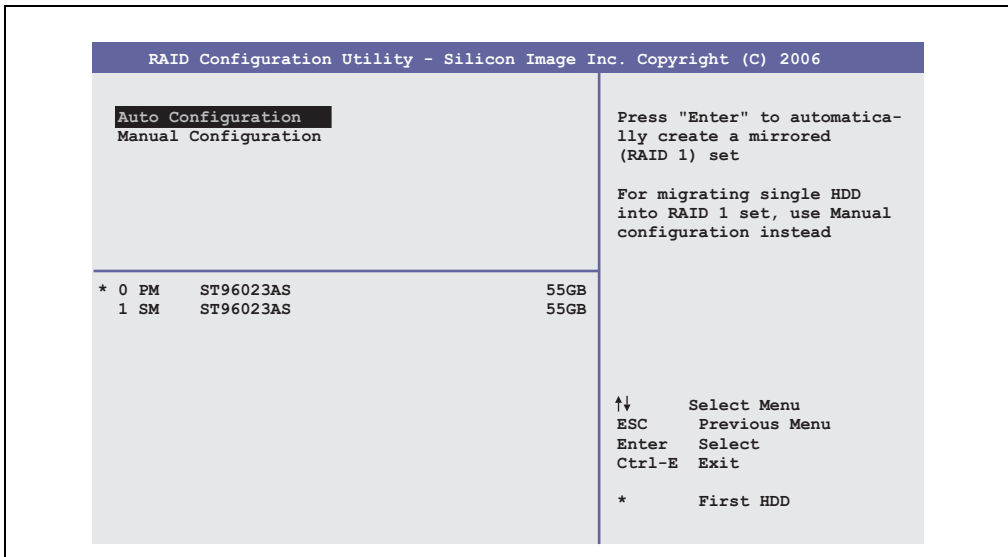 RAID Configuration Utility - Silicon Image Inc. Copyright (C) 2006
Auto Configuration
Manual Configuration
Press "Enter" to automatica-
lly create a mirrored
(RAID 1) set
For migrating single HDD
into RAID 1 set, use Manual
configuration instead
* 0 PM ST96023AS 55GB
1 SM ST96023AS 55GB
↑↓ Select Menu
ESC Previous Menu
Enter Select
Ctrl-E Exit
* First HDD